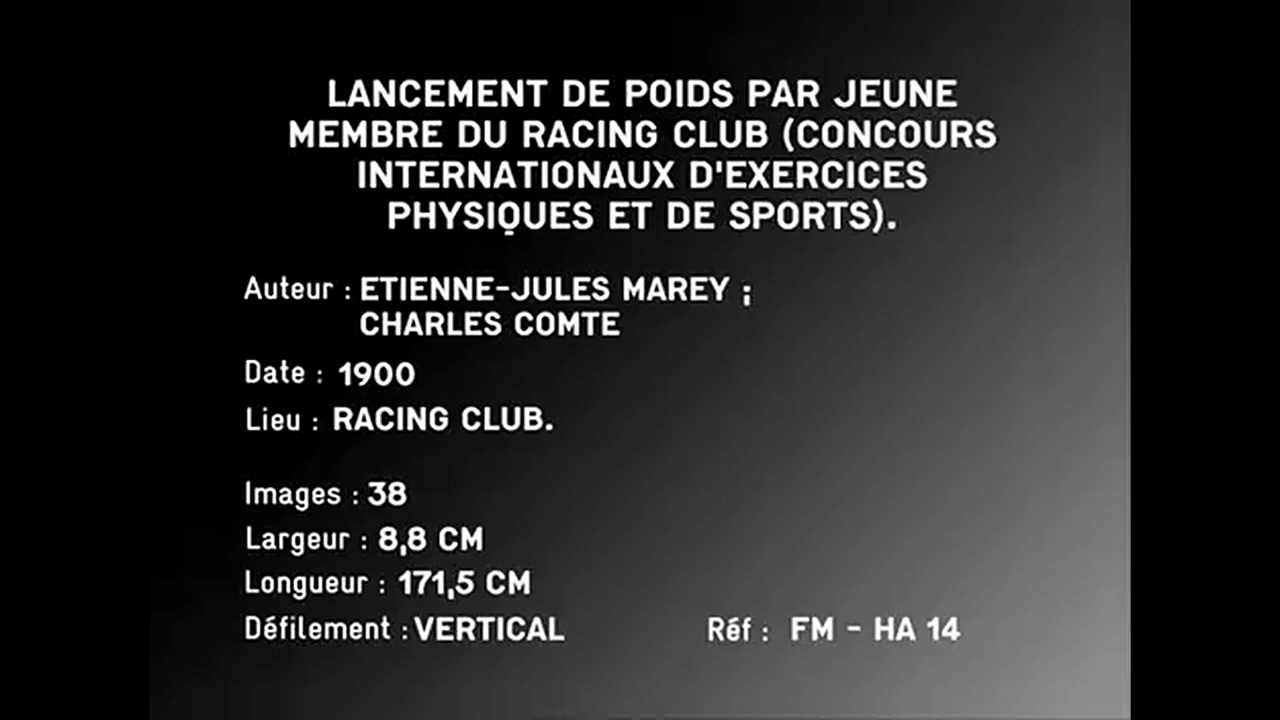 LANCEMENT DE POIDS PAR JEUNE
MEMBRE DU RACING CLUB (CONCOURS
INTERNATIONAUX D'EXERCICES
PHYSIQUES ET DE SPORTS).
Auteur : ETIENNE-JULES MAREY ;
CHARLES COMTE
Date : 1900
Lieu : RACING CLUB.
Images : 38
Largeur : 8,8 CM
Longueur : 171,5 CM
Défilement : VERTICAL Réf : FM - HA 14